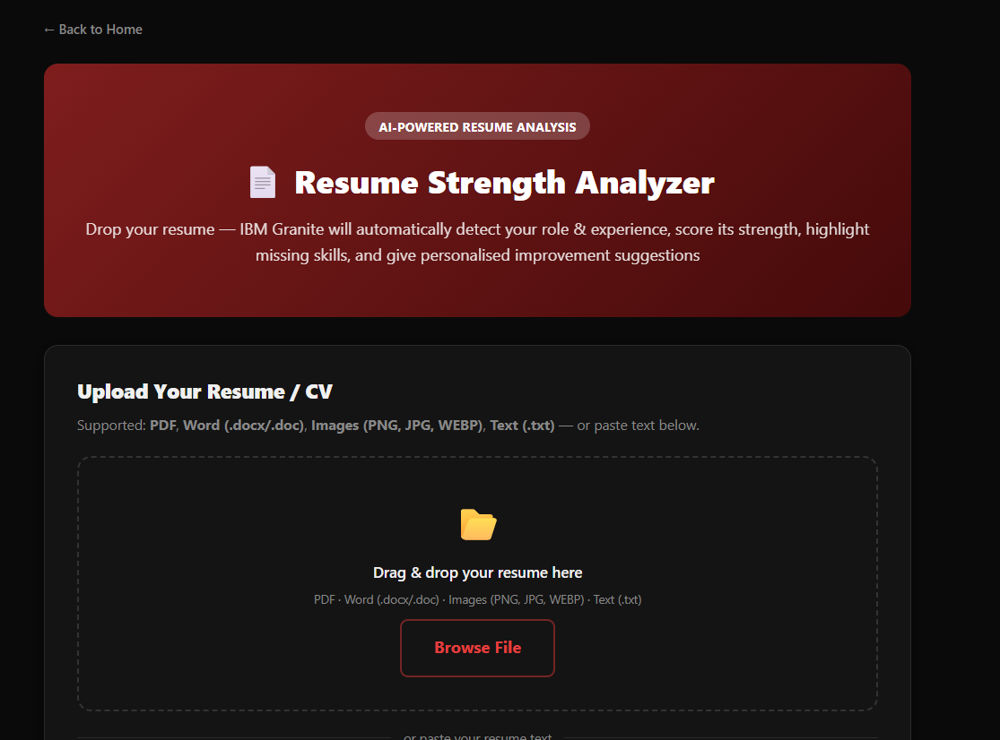 ← Back to Home
AI-POWERED RESUME ANALYSIS
Resume Strength Analyzer
Drop your resume — IBM Granite will automatically detect your role & experience, score its strength, highlight
missing skills, and give personalised improvement suggestions
Upload Your Resume / CV
Supported: PDF, Word (.docx/.doc), Images (PNG, JPG, WEBP), Text (.txt) — or paste text below.
Drag & drop your resume here
PDF · Word (.docx/.doc) · Images (PNG, JPG, WEBP) · Text (.txt)
Browse File
or paste your resume text